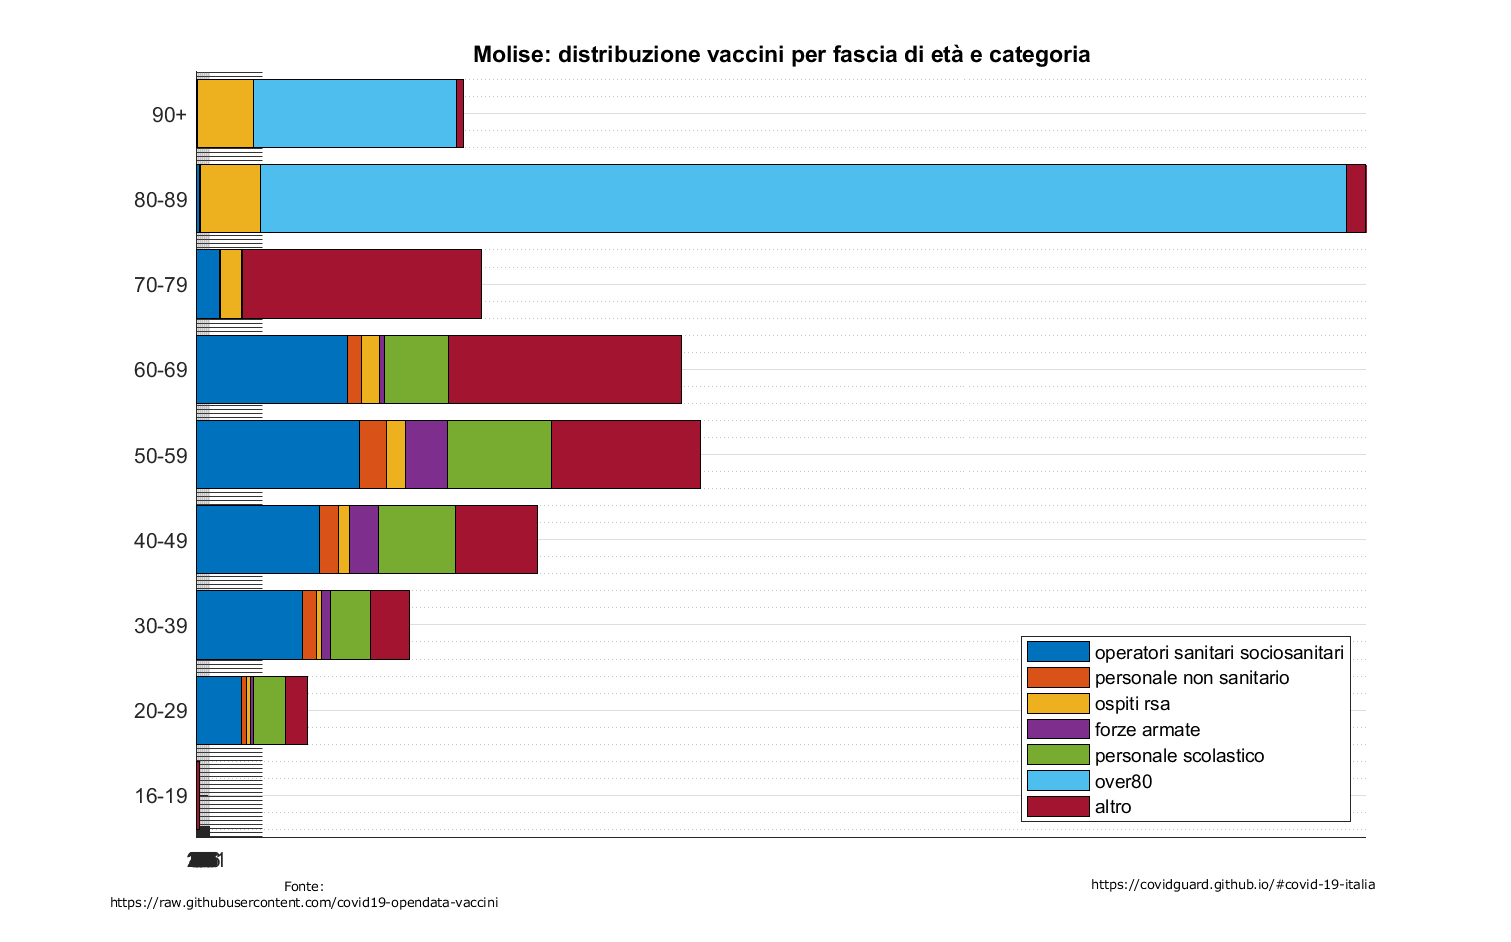 Molise: distribuzione vaccini per fascia di età e categoria
90+
80-89
70-79
60-69
50-59
40-49
30-39
20-29
16-19
operatori sanitari sociosanitari
personale non sanitario
ospiti rsa
forze armate
personale scolastico
over80
altro
Fonte:
https://raw.githubusercontent.com/covid19-opendata-vaccini
https://covidguard.github.io/#covid-19-italia